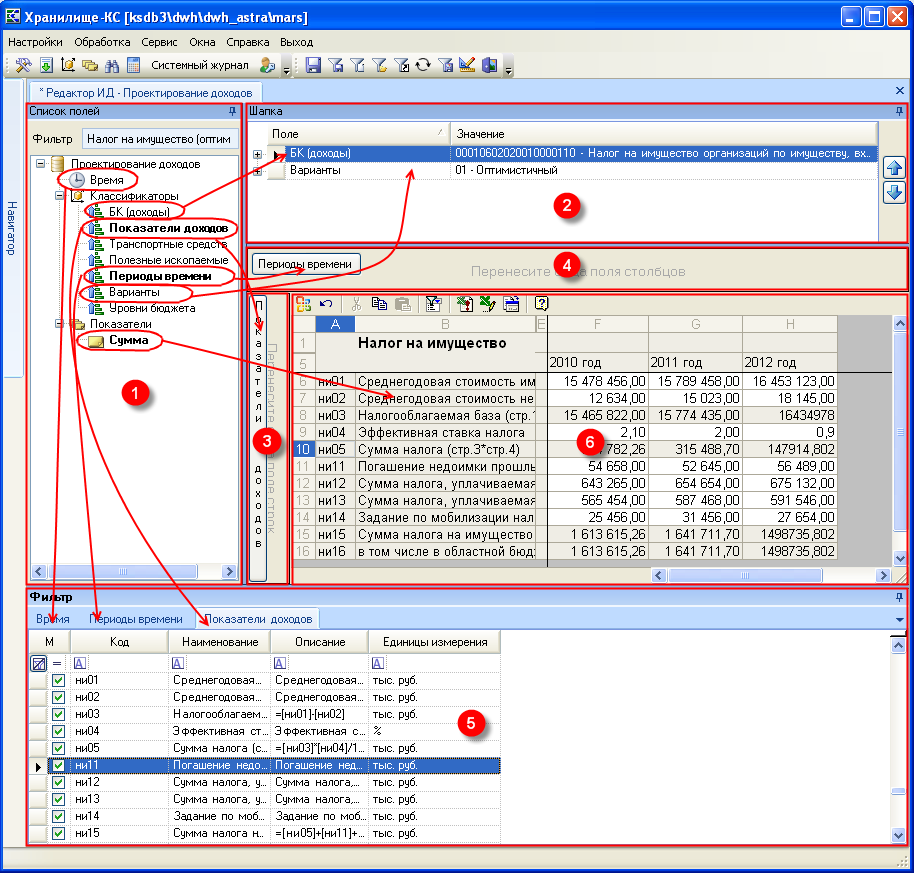 Хранилище-КС [ksdb3\dwh\dwh_astra\mars]
Настройки Обработка Сервис Окна Справка Выход
Системный журнал
* Редактор ИД - Проектирование доходов
Навигатор
Список полей
Фильтр Налог на имущество (оптим
Проектирование доходов
Время
Классификаторы
БК (доходы)
Показатели доходов
Транспортные средств
Полезные ископаемые
Периоды времени
Варианты
Уровни бюджета
Показатели
Сумма
1
Шапка
Поле Значение
БК (доходы) 00010602020010000110 - Налог на имущество организаций по имуществу, вх..
Варианты 01 - Оптимистичный
2
Периоды времени
Перенесите сюда поля столбцов
4
Показатели доходов
Перенесите поля строк
3
A B E F G H
1 Налог на имущество
5 2010 год 2011 год 2012 год
6 ни01 Среднегодовая стоимость им 15 478 456,00 15 789 458,00 16 453 123,00
7 ни02 Среднегодовая стоимость не 12 634,00 15 023,00 18 145,00
8 ни03 Налогооблагаемая база (стр.1 15 465 822,00 15 774 435,00 16434978
9 ни04 Эффективная ставка налога 2,10 2,00 0,9
10 ни05 Сумма налога (стр.3*стр.4) 782,26 315 488,70 147914,802
11 ни11 Погашение недоимки прошль 54 658,00 52 645,00 56 489,00
12 ни12 Сумма налога, уплачиваемая 643 265,00 654 654,00 675 132,00
13 ни13 Сумма налога, уплачиваемая 565 454,00 587 468,00 591 546,00
14 ни14 Задание по мобилизации нал 25 456,00 31 456,00 27 654,00
15 ни15 Сумма налога на имущество 1 613 615,26 1 641 711,70 1498735,802
16 ни16 в том числе в областной бюд 1 613 615,26 1 641 711,70 1498735,802
6
Фильтр
Время Периоды времени Показатели доходов
М Код Наименование Описание Единицы измерения
= A A A A
ни01 Среднегодовая... Среднегодовая... тыс. руб.
ни02 Среднегодовая... Среднегодовая... тыс. руб.
ни03 Налогооблагаем... =[ни01]-[ни02] тыс. руб.
ни04 Эффективная ст... Эффективная с... %
ни05 Сумма налога (с... =[ни03]*[ни04]/1... тыс. руб.
ни11 Погашение недо... Погашение нед... тыс. руб.
ни12 Сумма налога, у... Сумма налога,... тыс. руб.
ни13 Сумма налога, у... Сумма налога,... тыс. руб.
ни14 Задание по моб... Задание по моб... тыс. руб.
ни15 Сумма налога н... =[ни05]+[ни11]+... тыс. руб.
5